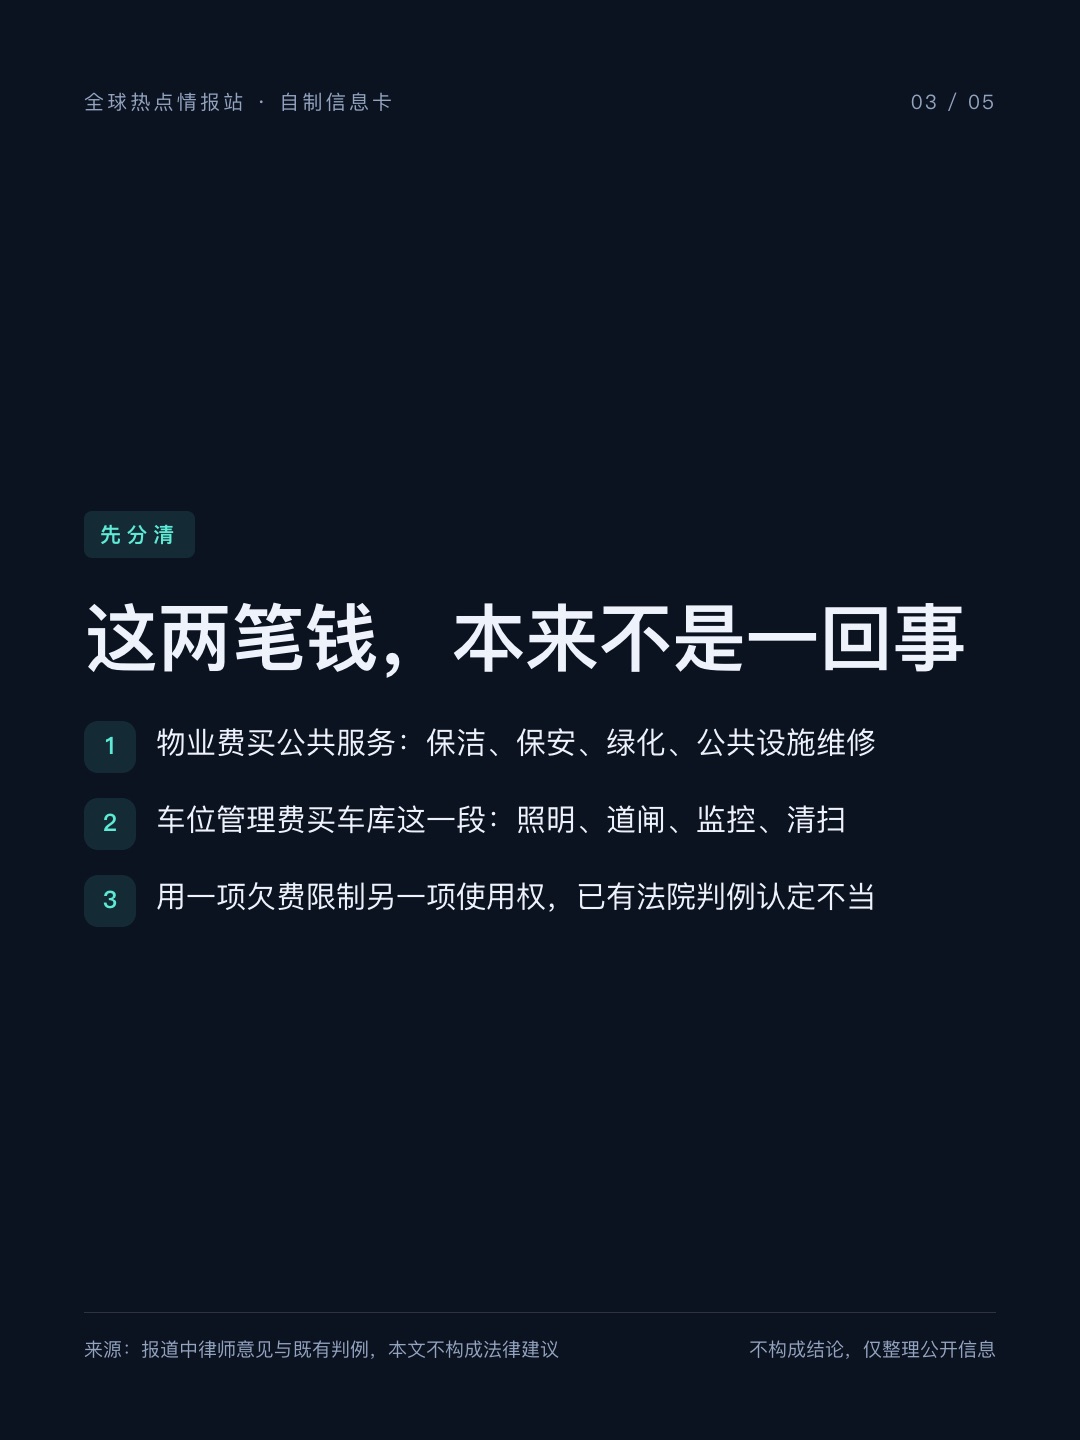 全球热点情报站 · 自制信息卡
03 / 05
先分清
这两笔钱，本来不是一回事
1 物业费买公共服务：保洁、保安、绿化、公共设施维修
2 车位管理费买车库这一段：照明、道闸、监控、清扫
3 用一项欠费限制另一项使用权，已有法院判例认定不当
来源：报道中律师意见与既有判例，本文不构成法律建议
不构成结论，仅整理公开信息